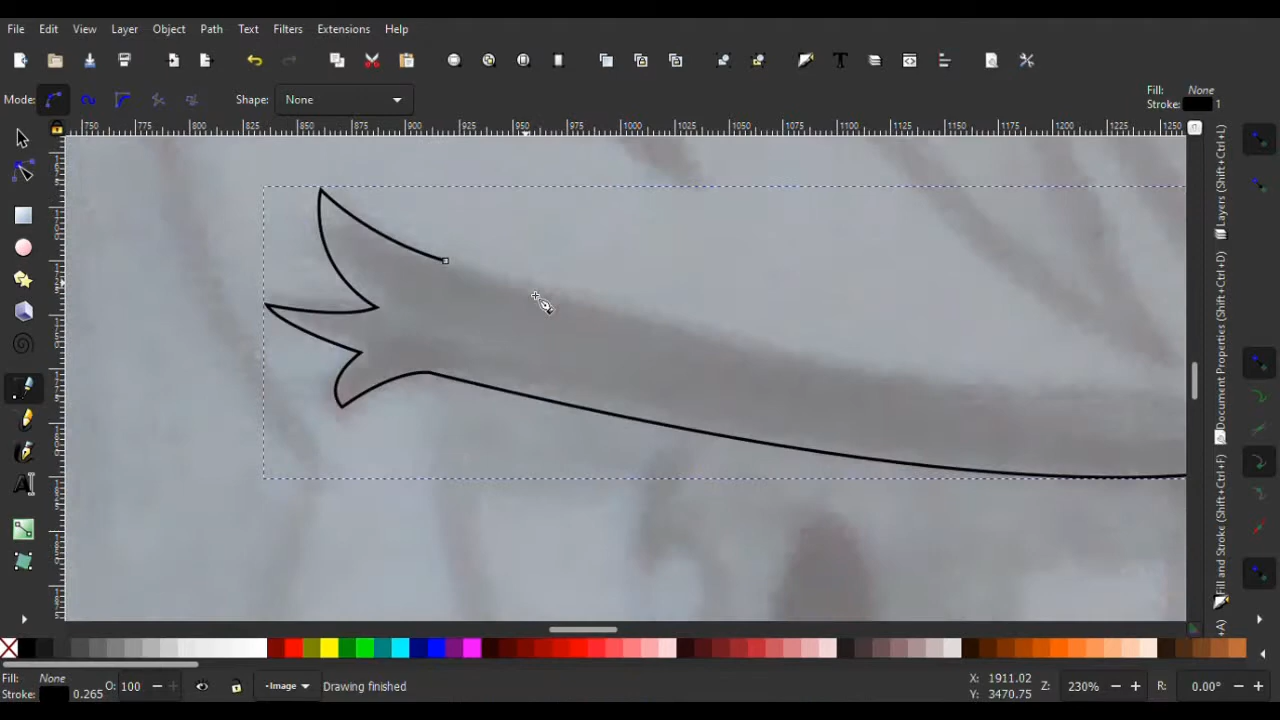 File Edit View Layer Object Path Text Filters Extensions Help
Mode: Shape: None Fill: None
Stroke: 1
750 775 800 825 850 875 900 925 950 975 1000 1025 1050 1075 1100 1125 1150 1175 1200 1225 1250
Layers (Shift+Ctrl+L)
Document Properties (Shift+Ctrl+D)
Fill and Stroke (Shift+Ctrl+F)
Fill: None
Stroke: 0.265 O: 100 -Image Drawing finished X: 1911.02 Z: 230% R: 0.00°
Y: 3470.75